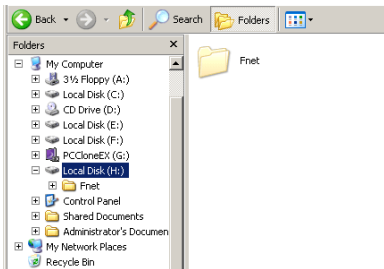 Back
Search
Folders
Folders
x
My Computer
3½ Floppy (A:)
Local Disk (C:)
CD Drive (D:)
Local Disk (E:)
Local Disk (F:)
PCCloneEX (G:)
Local Disk (H:)
Fnet
Control Panel
Shared Documents
Administrator's Documen
My Network Places
Recycle Bin
Fnet